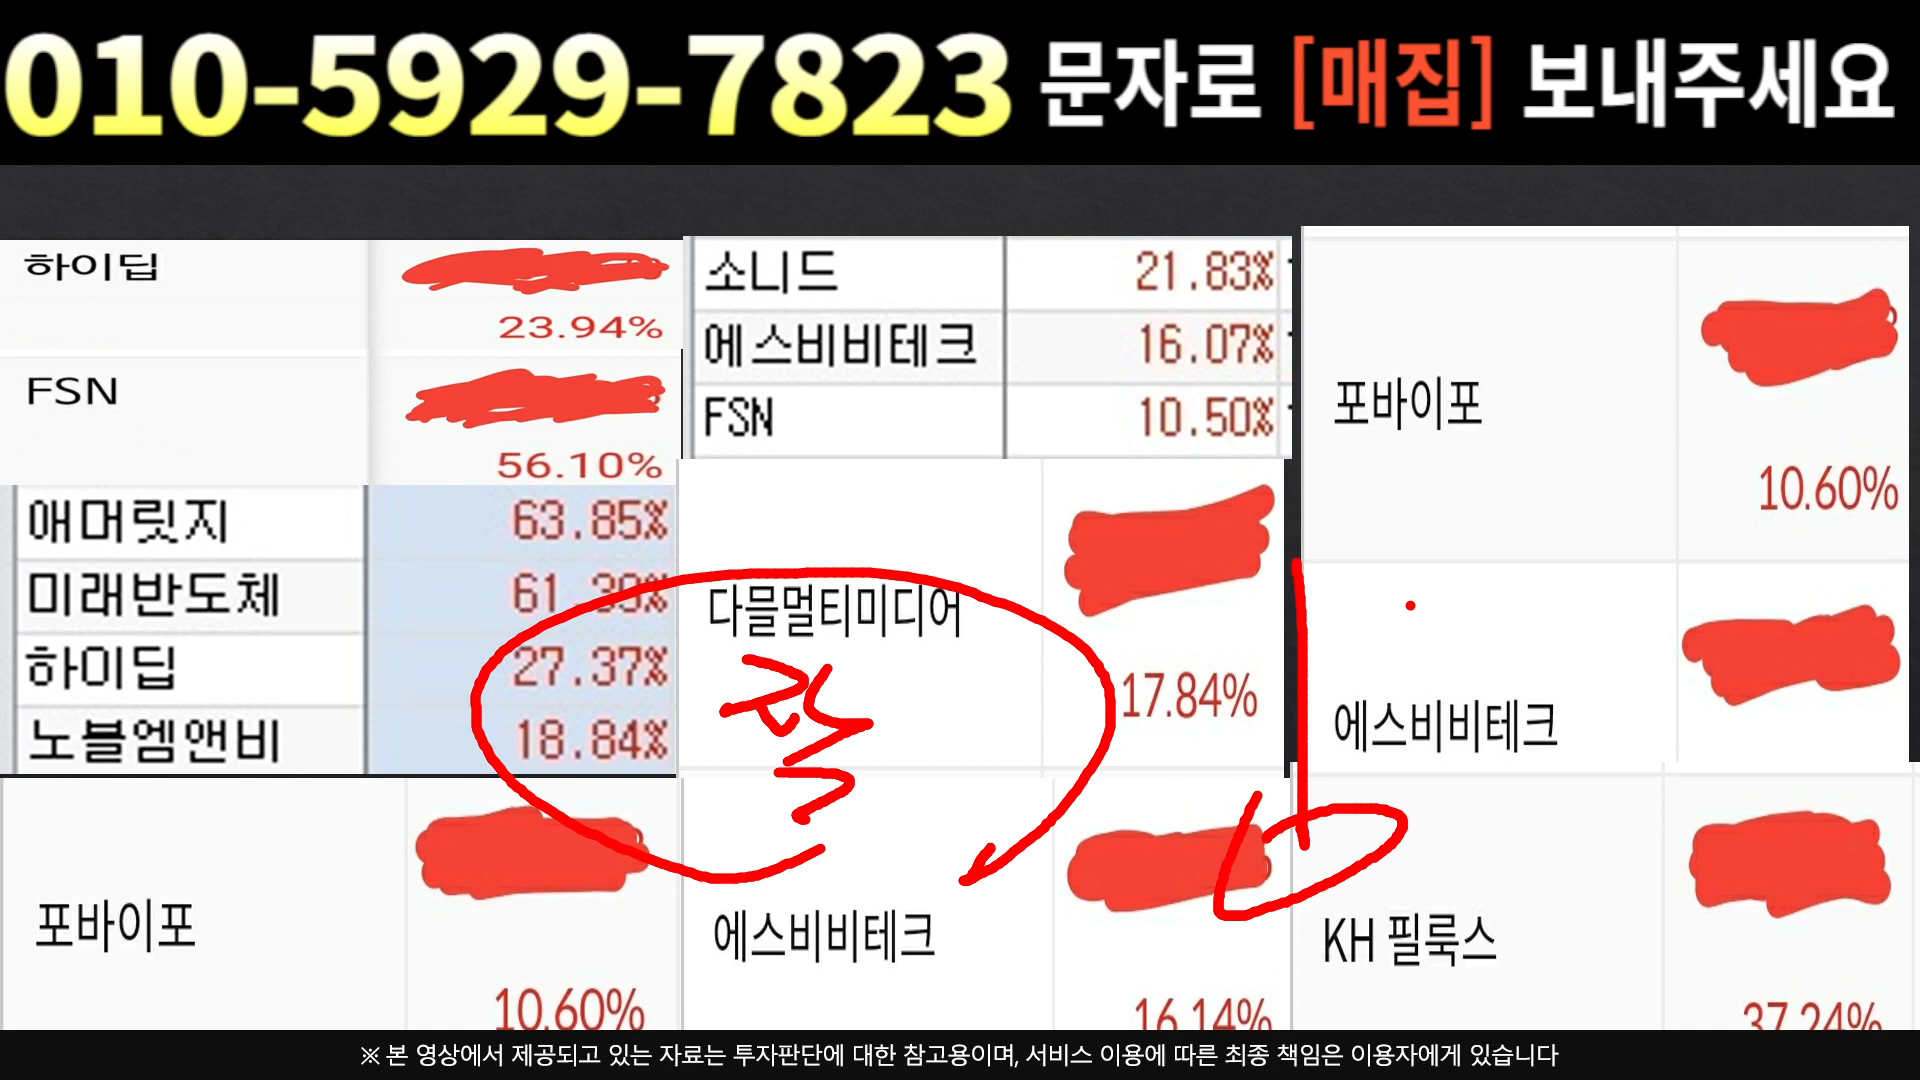 010-5929-7823 문자로 [매집] 보내주세요
하이딥
23.94%
FSN
56.10%
애머릿지 63.85%
미래반도체 61.39%
하이딥 27.37%
노블엠앤비 18.84%
포바이포
10.60%
소니드 21.83%
에스비비테크 16.07%
FSN 10.50%
다믈멀티미디어
17.84%
에스비비테크
16.14%
포바이포
10.60%
에스비비테크
KH 필룩스
37.24%
※ 본 영상에서 제공되고 있는 자료는 투자판단에 대한 참고용이며, 서비스 이용에 따른 최종 책임은 이용자에게 있습니다